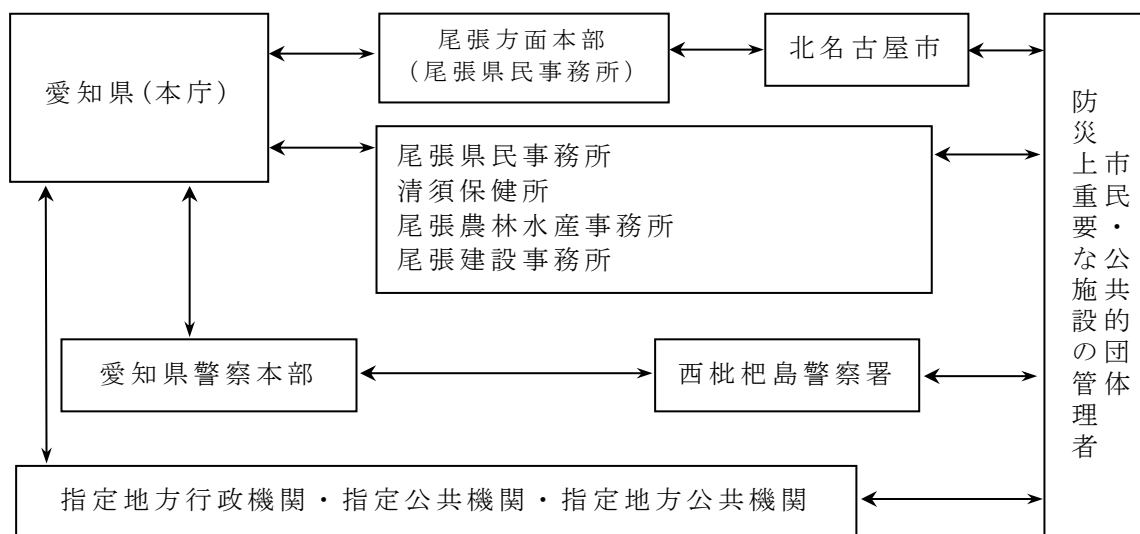 愛知県(本庁)
尾張方面本部
(尾張県民事務所)
北名古屋市
尾張県民事務所
清須保健所
尾張農林水産事務所
尾張建設事務所
愛知県警察本部
西枇杷島警察署
指定地方行政機関・指定公共機関・指定地方公共機関
市民・公共的団体
防災上重要な施設の管理者